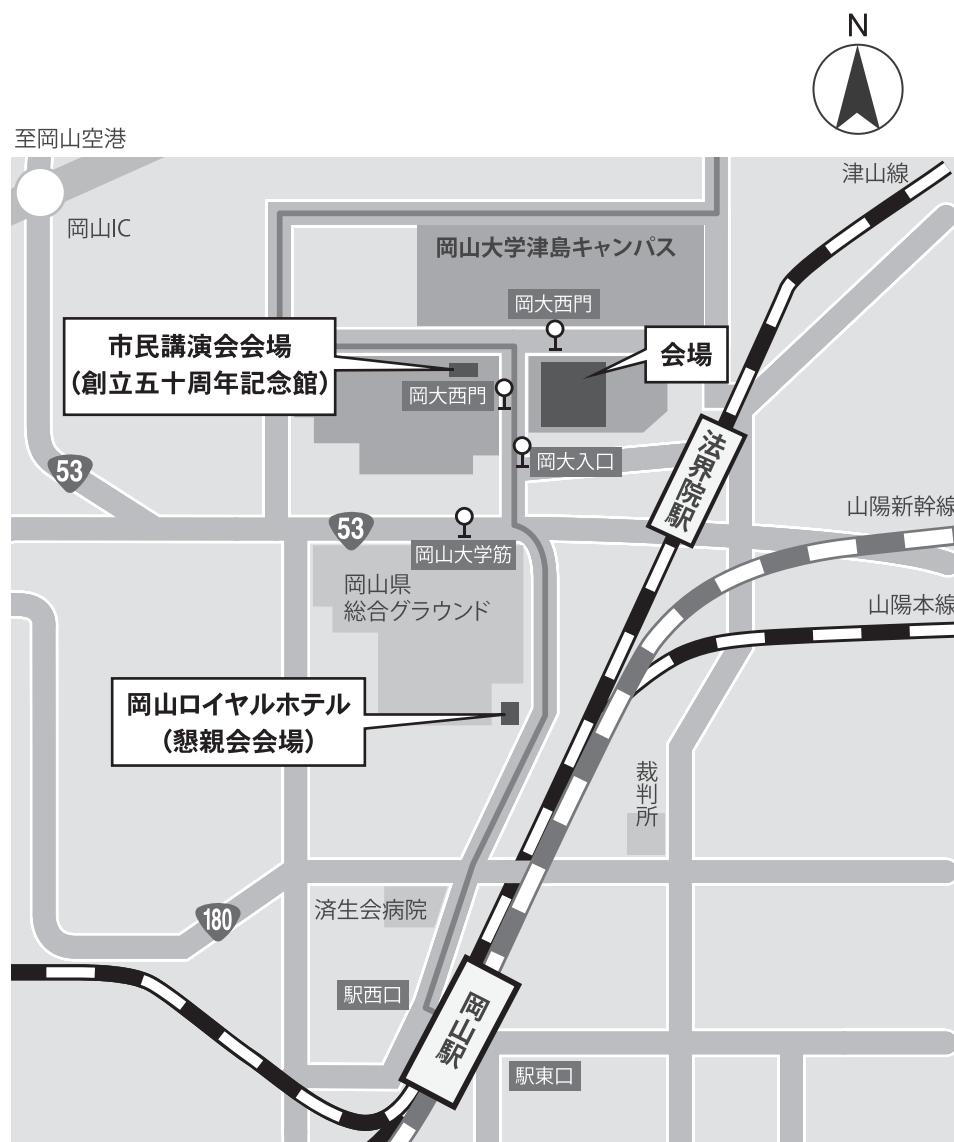 N
至岡山空港
津山線
岡山IC
岡山大学津島キャンパス
岡大西門
市民講演会会場
（創立五十周年記念館）
会場
岡大西門
法界院駅
岡大入口
53
53
山陽新幹線
岡山大学筋
岡山県
総合グラウンド
山陽本線
岡山ロイヤルホテル
（懇親会会場）
裁判所
済生会病院
180
駅西口
岡山駅
駅東口